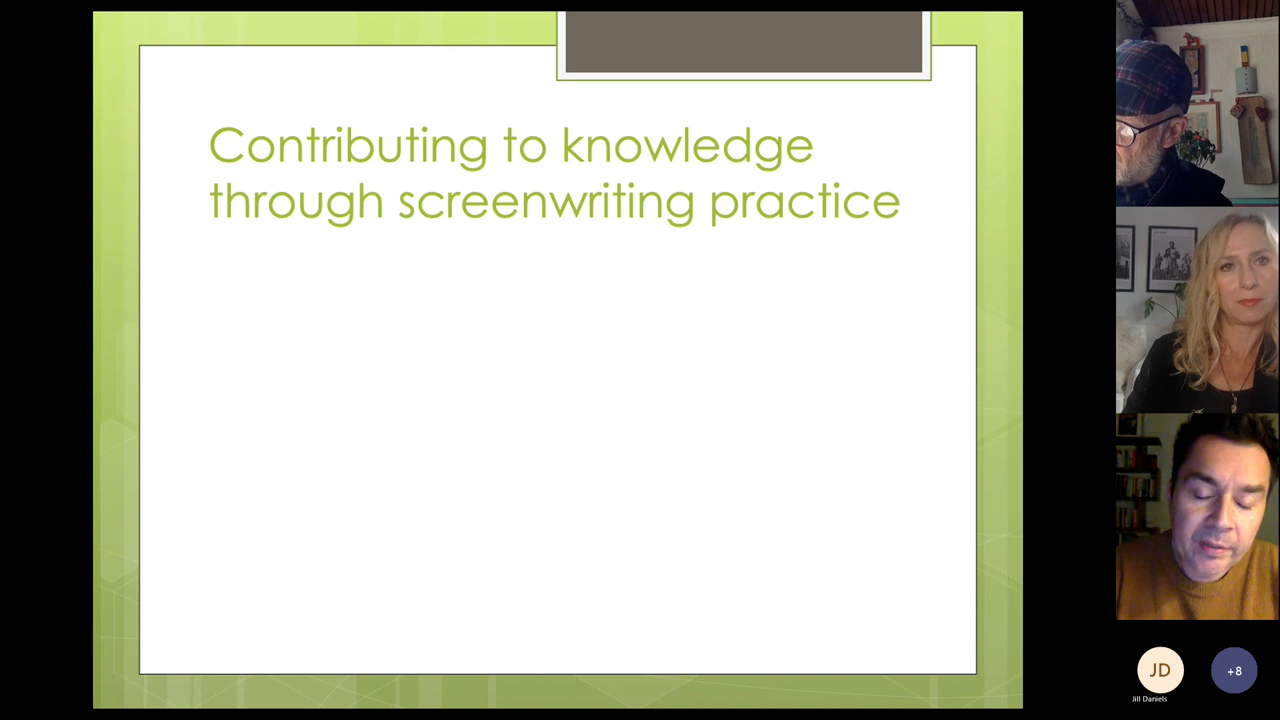 Contributing to knowledge
through screenwriting practice
JD
+8
Jill Daniels